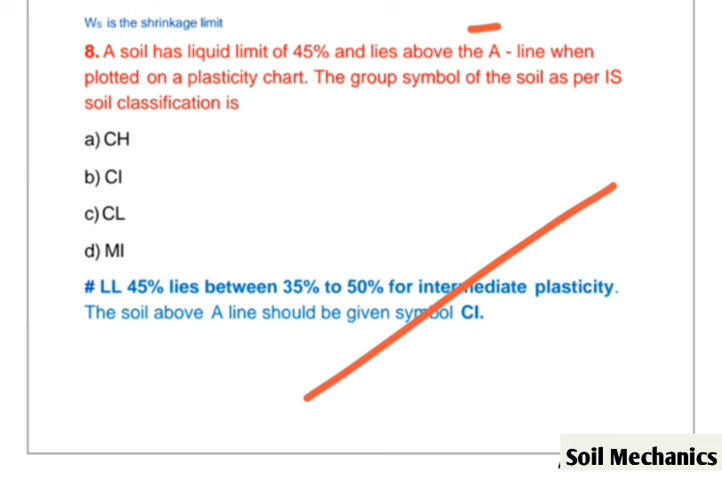 Ws is the shrinkage limit
8. A soil has liquid limit of 45% and lies above the A - line when
plotted on a plasticity chart. The group symbol of the soil as per IS
soil classification is
a) CH
b) CI
c) CL
d) MI
# LL 45% lies between 35% to 50% for intermediate plasticity.
The soil above A line should be given symbol CI.
Soil Mechanics